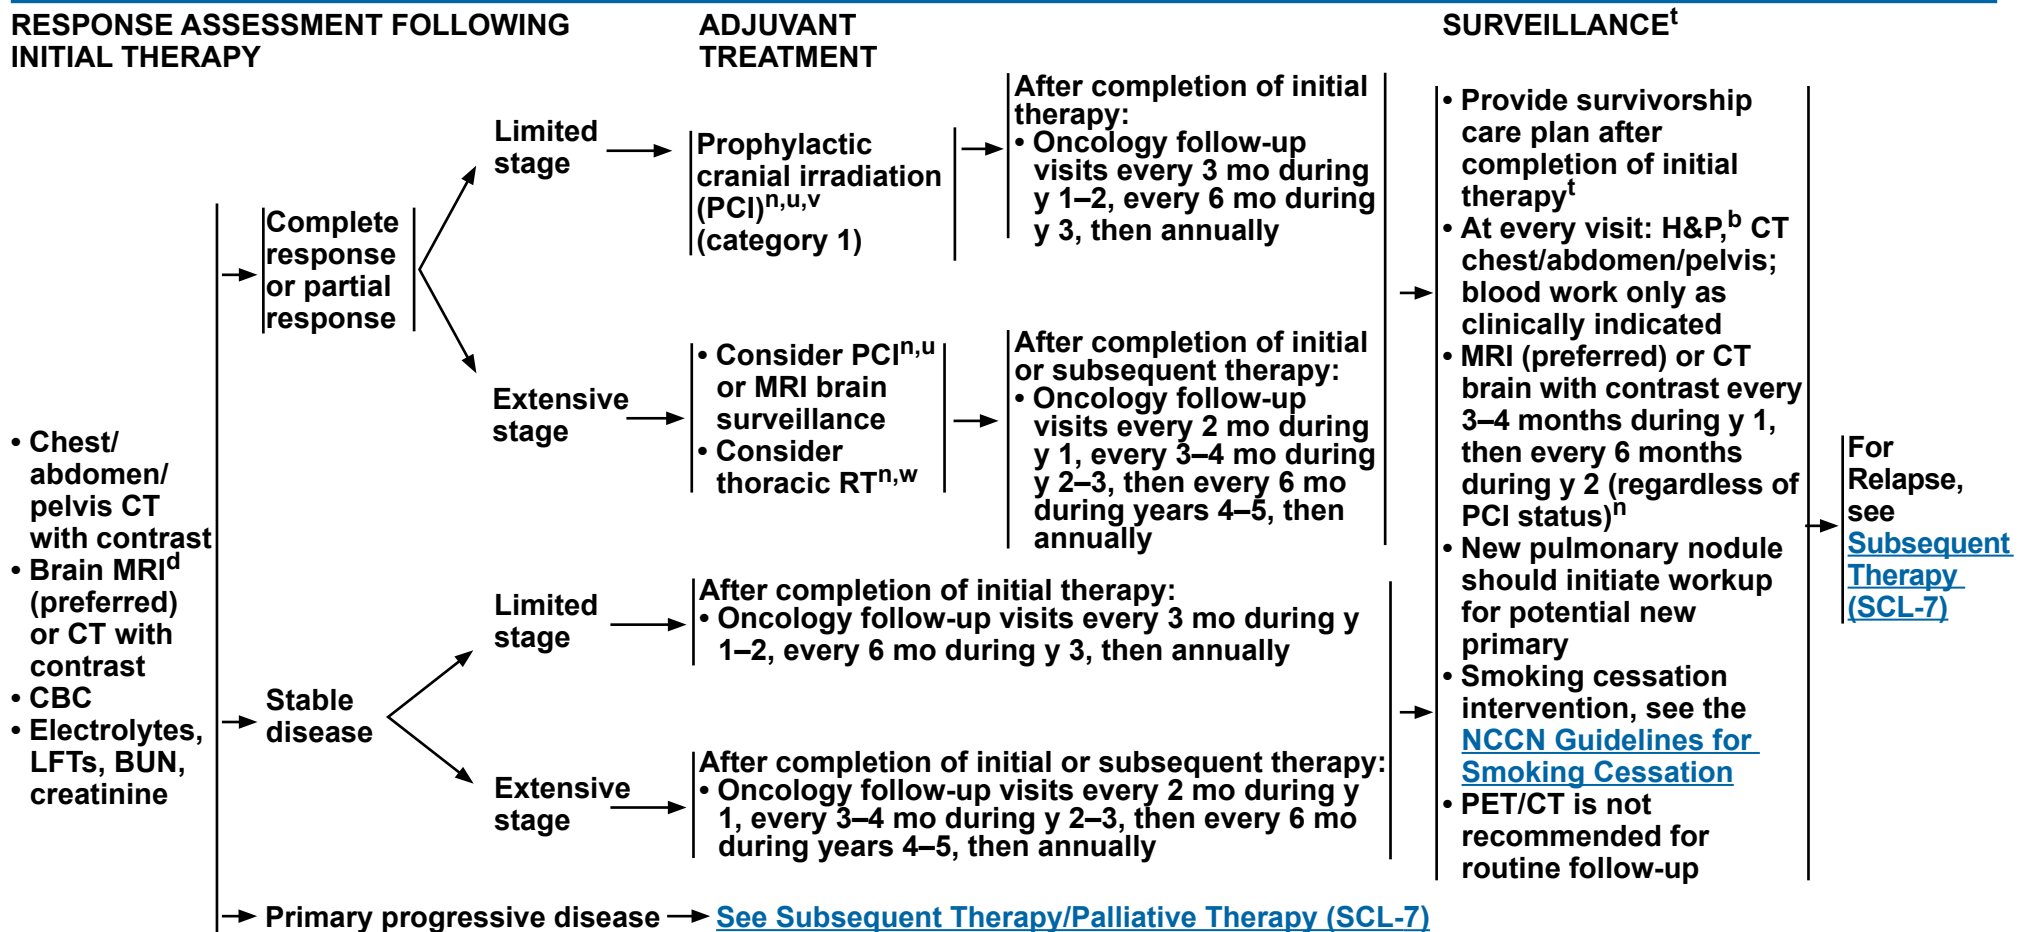 RESPONSE ASSESSMENT FOLLOWING
INITIAL THERAPY
ADJUVANT
TREATMENT
SURVEILLANCEt
• Chest/
abdomen/
pelvis CT
with contrast
• Brain MRId
(preferred)
or CT with
contrast
• CBC
• Electrolytes,
LFTs, BUN,
creatinine
Complete
response
or partial
response
Limited
stage
Prophylactic
cranial irradiation
(PCI)n,u,v
(category 1)
After completion of initial
therapy:
• Oncology follow-up
visits every 3 mo during
y 1–2, every 6 mo during
y 3, then annually
Extensive
stage
• Consider PCIn,u
or MRI brain
surveillance
• Consider
thoracic RTn,w
After completion of initial
or subsequent therapy:
• Oncology follow-up
visits every 2 mo during
y 1, every 3–4 mo during
y 2–3, then every 6 mo
during years 4–5, then
annually
Stable
disease
Limited
stage
After completion of initial therapy:
• Oncology follow-up visits every 3 mo during y
1–2, every 6 mo during y 3, then annually
Extensive
stage
After completion of initial or subsequent therapy:
• Oncology follow-up visits every 2 mo during y
1, every 3–4 mo during y 2–3, then every 6 mo
during years 4–5, then annually
Primary progressive disease
See Subsequent Therapy/Palliative Therapy (SCL-7)
• Provide survivorship
care plan after
completion of initial
therapyt
• At every visit: H&P,b CT
chest/abdomen/pelvis;
blood work only as
clinically indicated
• MRI (preferred) or CT
brain with contrast every
3–4 months during y 1,
then every 6 months
during y 2 (regardless of
PCI status)n
• New pulmonary nodule
should initiate workup
for potential new
primary
• Smoking cessation
intervention, see the
NCCN Guidelines for
Smoking Cessation
• PET/CT is not
recommended for
routine follow-up
For
Relapse,
see
Subsequent
Therapy
(SCL-7)